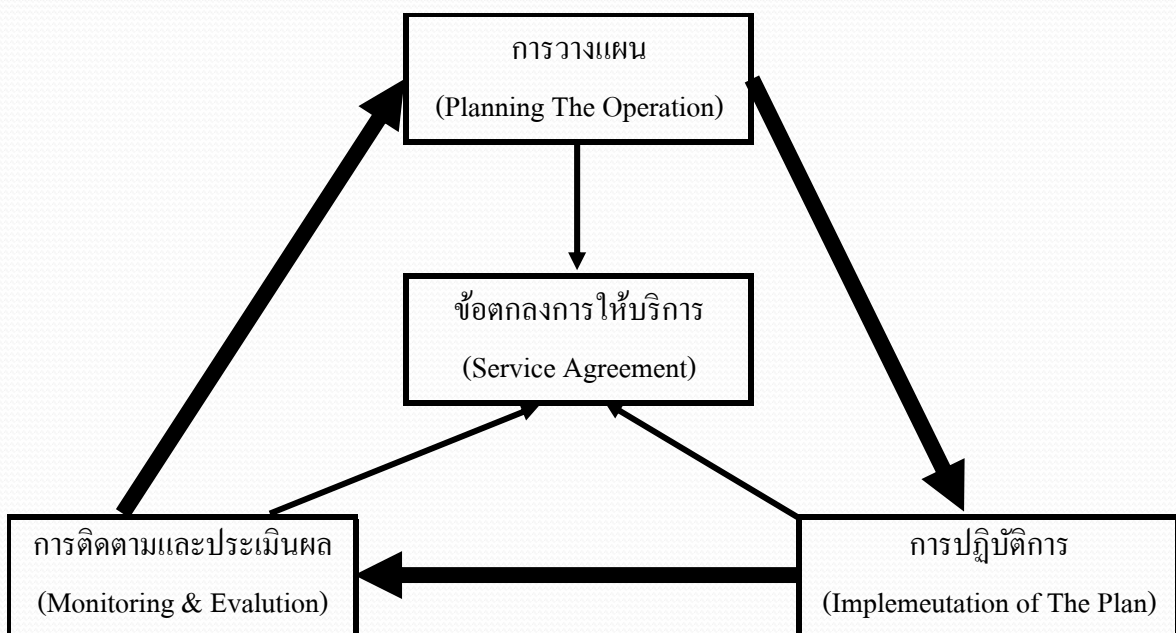 การวางแผน
(Planning The Operation)
ข้อตกลงการให้บริการ
(Service Agreement)
การติดตามและประเมินผล
(Monitoring & Evalution)
การปฏิบัติการ
(Implemeutation of The Plan)